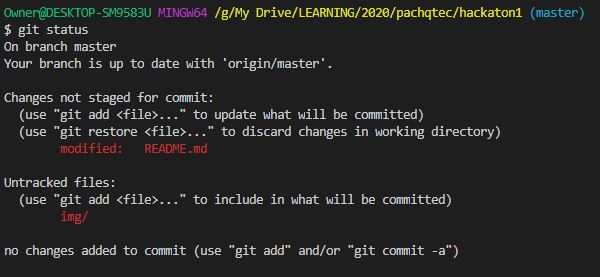 Owner@DESKTOP-SM9583U MINGW64 /g/My Drive/LEARNING/2020/pachqtec/hackaton1 (master)
$ git status
On branch master
Your branch is up to date with 'origin/master'.

Changes not staged for commit:
  (use "git add <file>..." to update what will be committed)
  (use "git restore <file>..." to discard changes in working directory)
        modified:   README.md

Untracked files:
  (use "git add <file>..." to include in what will be committed)
        img/

no changes added to commit (use "git add" and/or "git commit -a")